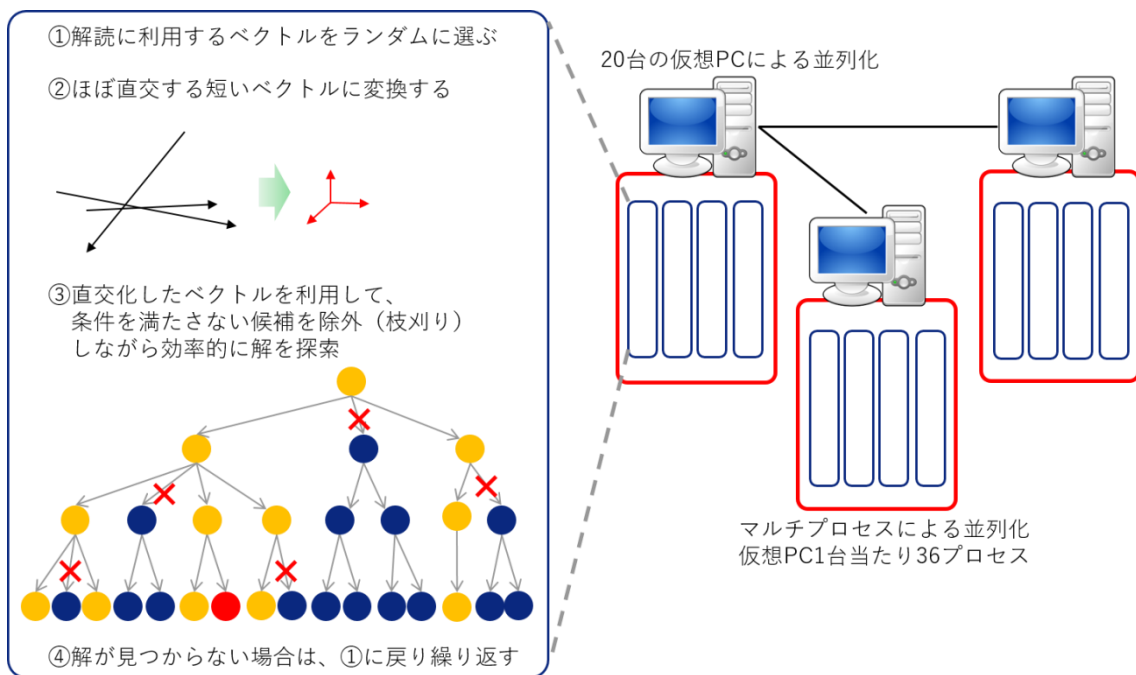 ①解読に利用するベクトルをランダムに選ぶ
②ほぼ直交する短いベクトルに変換する
③直交化したベクトルを利用して、
条件を満たさない候補を除外（枝刈り）
しながら効率的に解を探索
④解が見つからない場合は、①に戻り繰り返す
20台の仮想PCによる並列化
マルチプロセスによる並列化
仮想PC1台当たり36プロセス